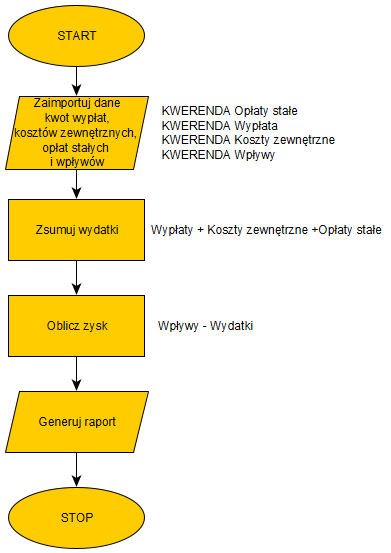 START
Zaimportuj dane
kwot wypłat,
kosztów zewnętrznych,
opłat stałych
i wpływów
KWERENDA Opłaty stałe
KWERENDA Wypłata
KWERENDA Koszty zewnętrzne
KWERENDA Wpływy
Zsumuj wydatki
Wypłaty + Koszty zewnętrzne +Opłaty stałe
Oblicz zysk
Wpływy - Wydatki
Generuj raport
STOP